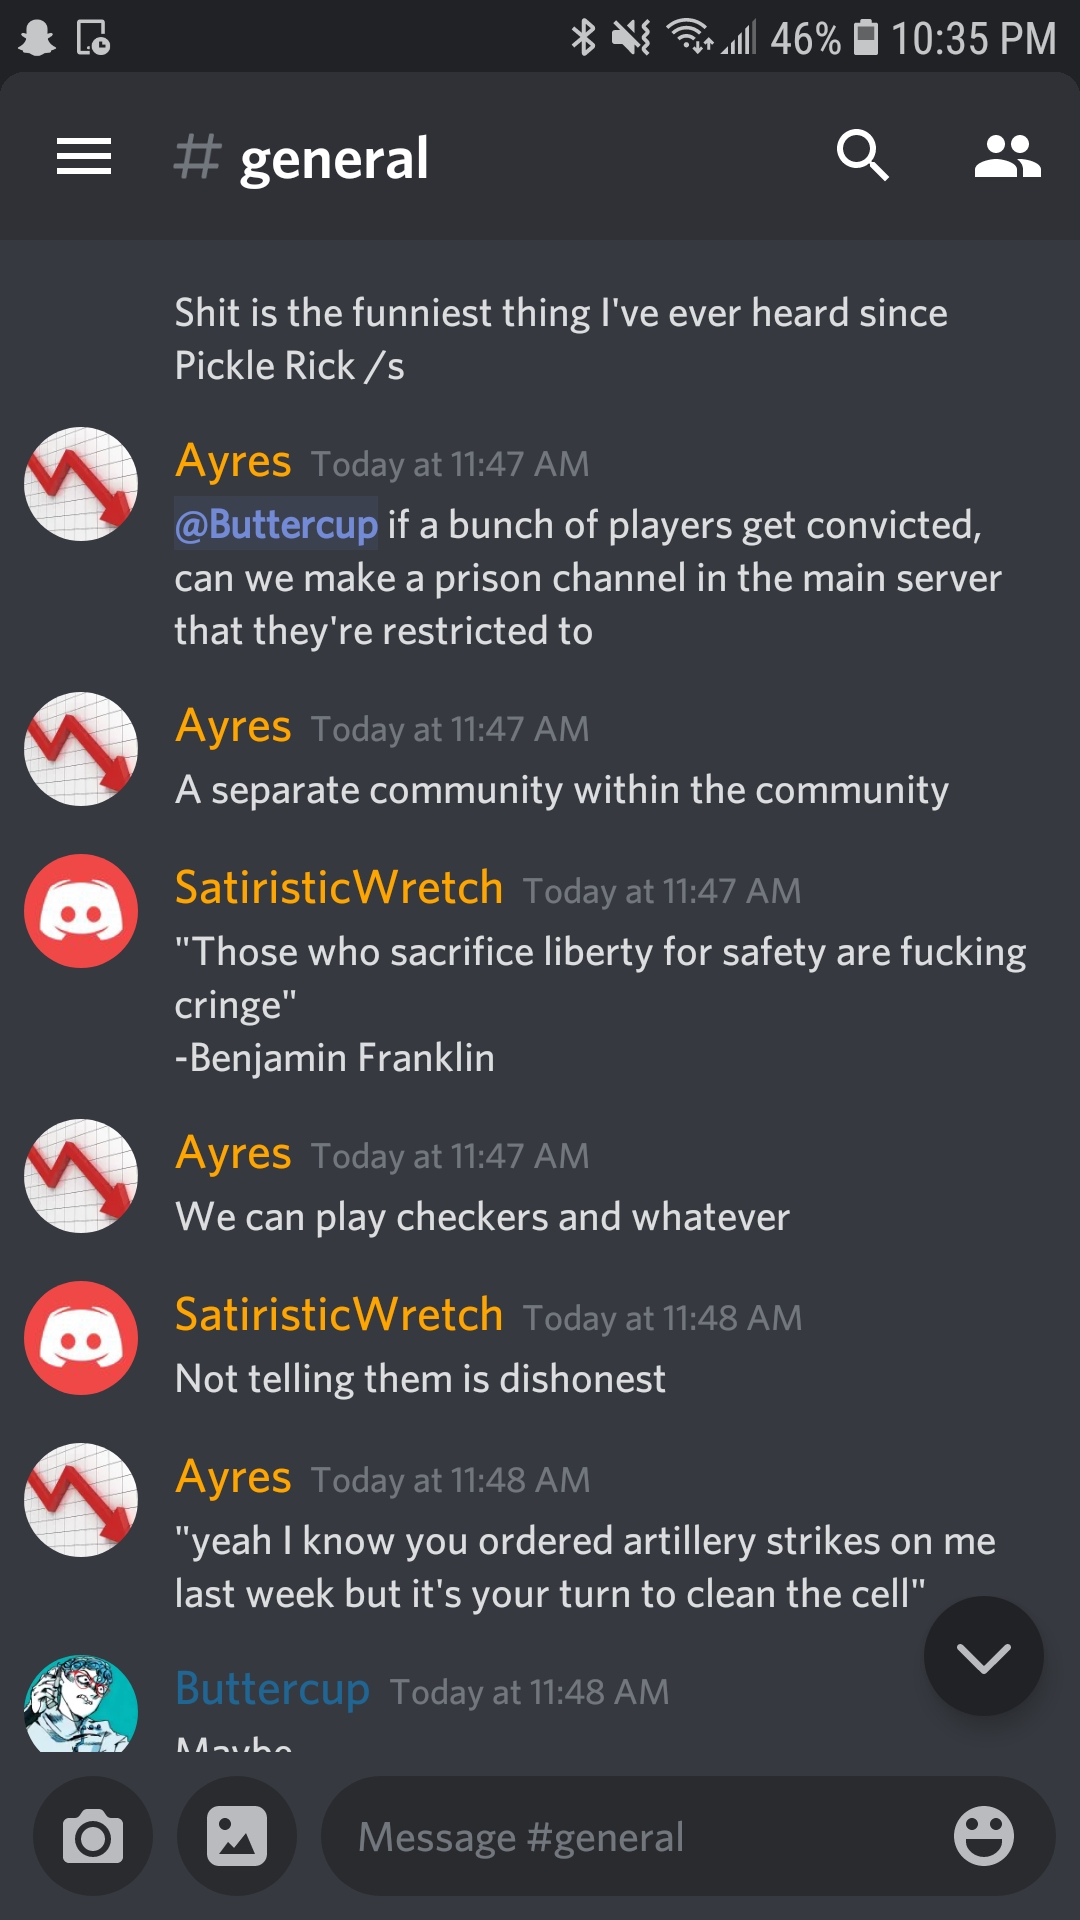 46% 10:35 PM
# general
Shit is the funniest thing I've ever heard since
Pickle Rick /s
Ayres Today at 11:47 AM
@Buttercup if a bunch of players get convicted,
can we make a prison channel in the main server
that they're restricted to
Ayres Today at 11:47 AM
A separate community within the community
SatiristicWretch Today at 11:47 AM
"Those who sacrifice liberty for safety are fucking
cringe"
-Benjamin Franklin
Ayres Today at 11:47 AM
We can play checkers and whatever
SatiristicWretch Today at 11:48 AM
Not telling them is dishonest
Ayres Today at 11:48 AM
"yeah I know you ordered artillery strikes on me
last week but it's your turn to clean the cell"
Buttercup Today at 11:48 AM
Maybe
Message #general